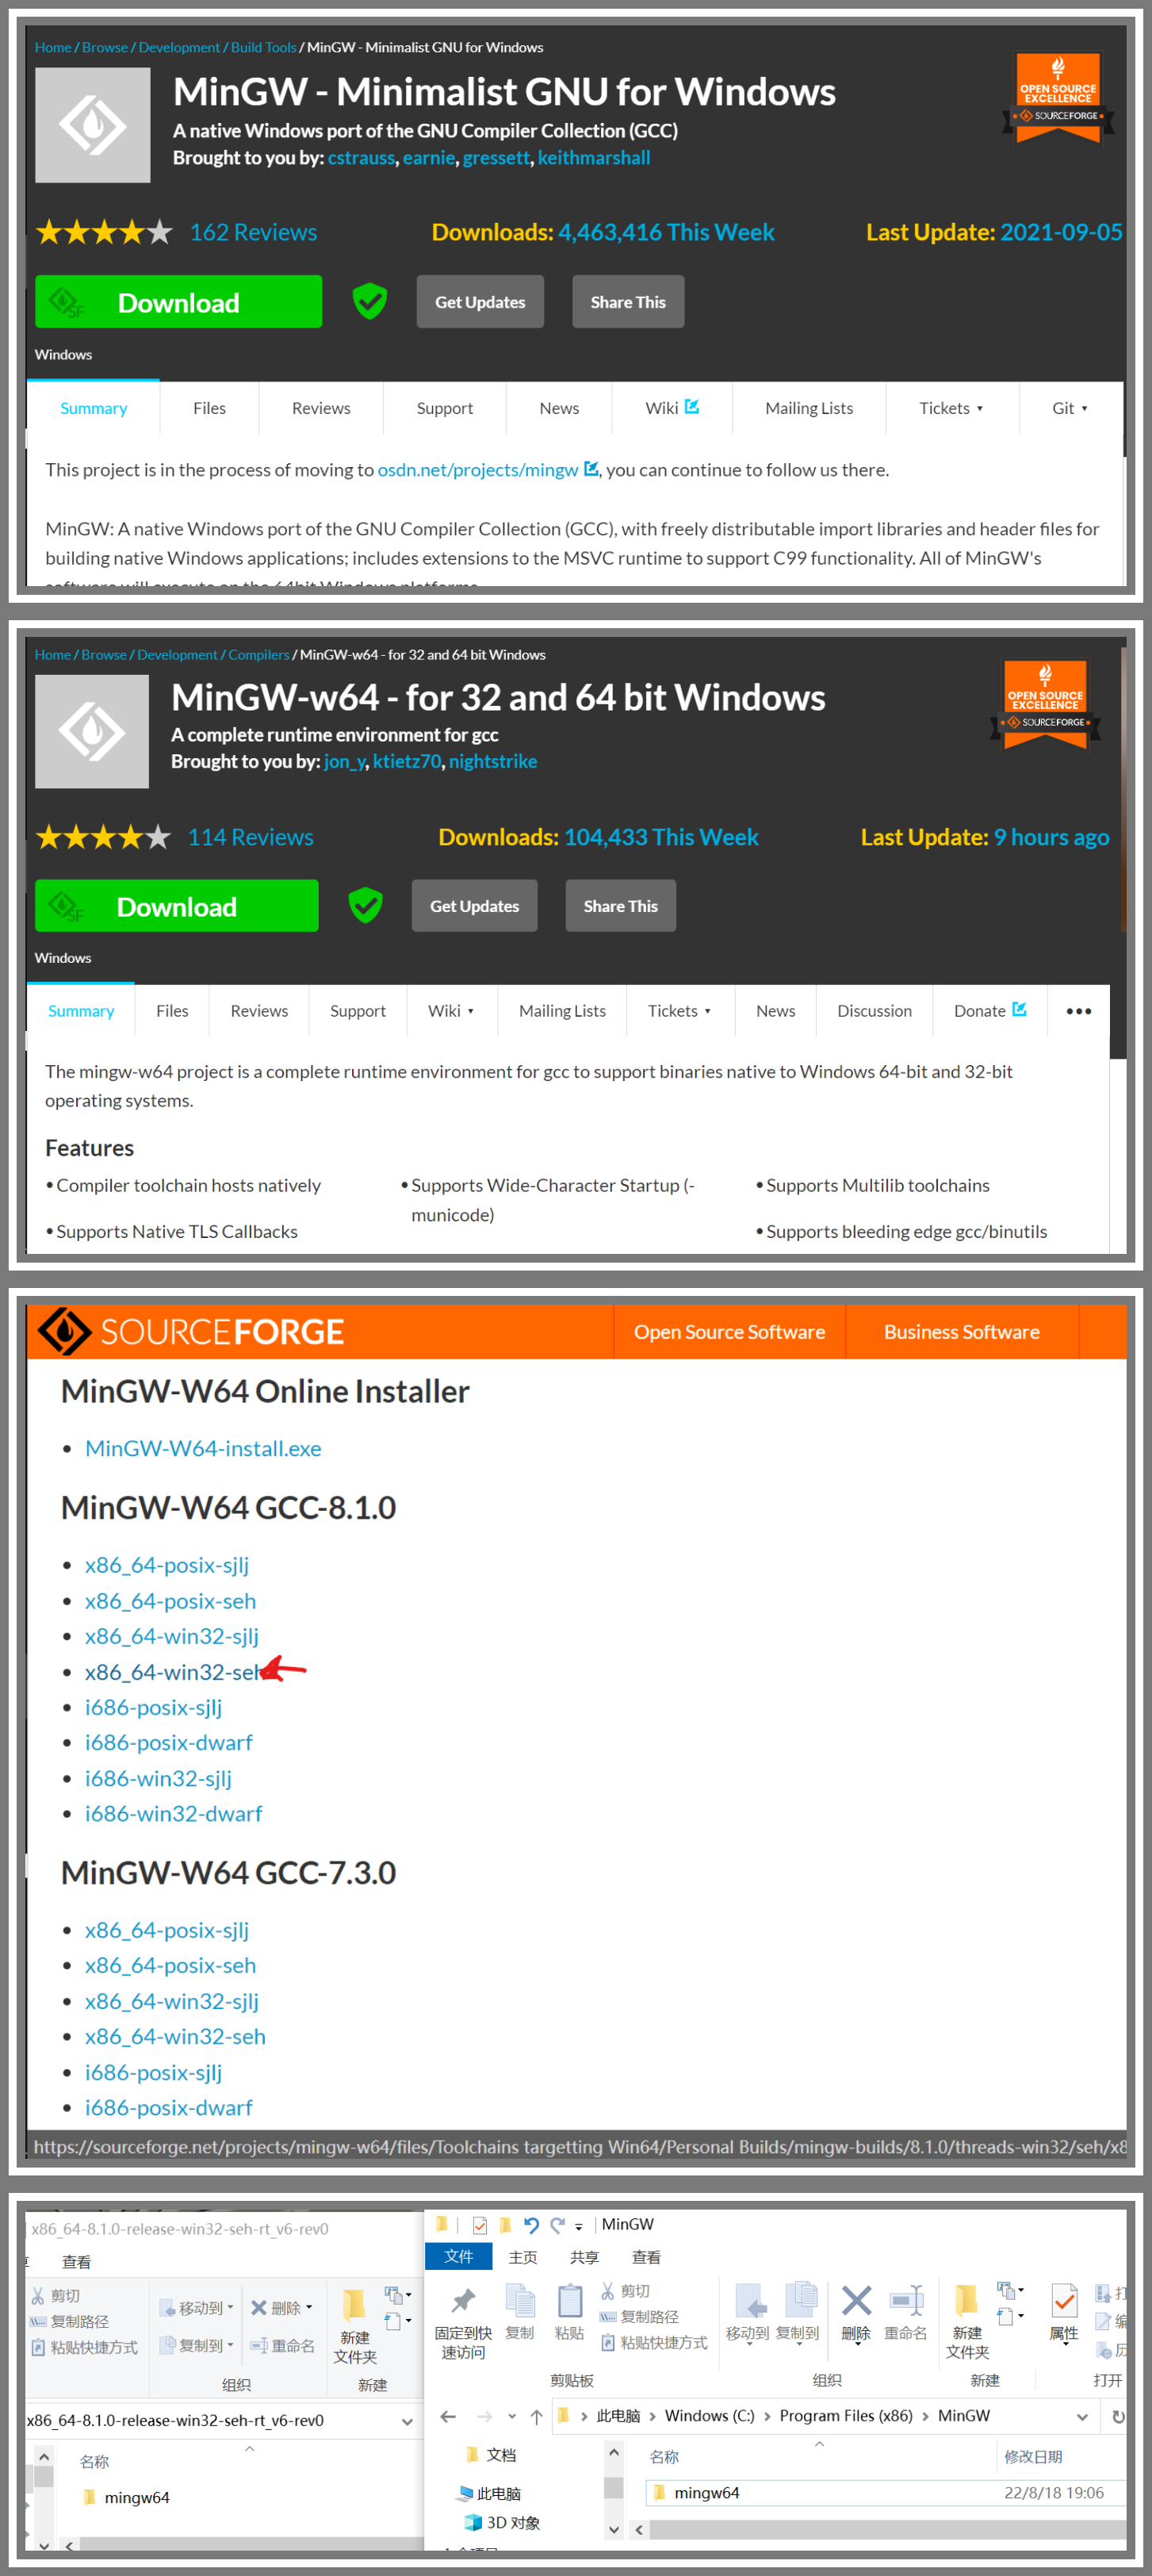 Home / Browse / Development / Build Tools / MinGW - Minimalist GNU for Windows
MinGW - Minimalist GNU for Windows
A native Windows port of the GNU Compiler Collection (GCC)
Brought to you by: cstrauss, earnie, gressett, keithmarshall
OPEN SOURCE
EXCELLENCE
SOURCEFORGE
162 Reviews
Downloads: 4,463,416 This Week
Last Update: 2021-09-05
SF
Download
Get Updates
Share This
Windows
Summary Files Reviews Support News Wiki Mailing Lists Tickets Git
This project is in the process of moving to osdn.net/projects/mingw, you can continue to follow us there.
MinGW: A native Windows port of the GNU Compiler Collection (GCC), with freely distributable import libraries and header files for
building native Windows applications; includes extensions to the MSVC runtime to support C99 functionality. All of MinGW's
software will execute on the 64bit Windows platforms.
Home / Browse / Development / Compilers / MinGW-w64 - for 32 and 64 bit Windows
MinGW-w64 - for 32 and 64 bit Windows
A complete runtime environment for gcc
Brought to you by: jon_y, ktietz70, nightstrike
OPEN SOURCE
EXCELLENCE
SOURCEFORGE
114 Reviews
Downloads: 104,433 This Week
Last Update: 9 hours ago
SF
Download
Get Updates
Share This
Windows
Summary Files Reviews Support Wiki Mailing Lists Tickets News Discussion Donate •••
The mingw-w64 project is a complete runtime environment for gcc to support binaries native to Windows 64-bit and 32-bit
operating systems.
Features
• Compiler toolchain hosts natively
• Supports Wide-Character Startup (-
municode)
• Supports Multilib toolchains
• Supports Native TLS Callbacks
• Supports bleeding edge gcc/binutils
SOURCEFORGE
Open Source Software
Business Software
MinGW-W64 Online Installer
• MinGW-W64-install.exe
MinGW-W64 GCC-8.1.0
• x86_64-posix-sjlj
• x86_64-posix-seh
• x86_64-win32-sjlj
• x86_64-win32-seh
• i686-posix-sjlj
• i686-posix-dwarf
• i686-win32-sjlj
• i686-win32-dwarf
MinGW-W64 GCC-7.3.0
• x86_64-posix-sjlj
• x86_64-posix-seh
• x86_64-win32-sjlj
• x86_64-win32-seh
• i686-posix-sjlj
• i686-posix-dwarf
https://sourceforge.net/projects/mingw-w64/files/Toolchains targetting Win64/Personal Builds/mingw-builds/8.1.0/threads-win32/seh/x8
x86_64-8.1.0-release-win32-seh-rt_v6-rev0
查看
剪切
复制路径
粘贴快捷方式
移动到
复制到
删除
重命名
组织
新建
文件夹
新建
x86_64-8.1.0-release-win32-seh-rt_v6-rev0
名称
mingw64
MinGW
文件 主页 共享 查看
固定到快
速访问
复制
粘贴
剪切
复制路径
粘贴快捷方式
剪贴板
移动到
复制到
删除
重命名
组织
新建
文件夹
新建
属性
打
编
历
打开
此电脑 > Windows (C:) > Program Files (x86) > MinGW
文档
此电脑
3D 对象
名称
修改日期
mingw64
22/8/18 19:06